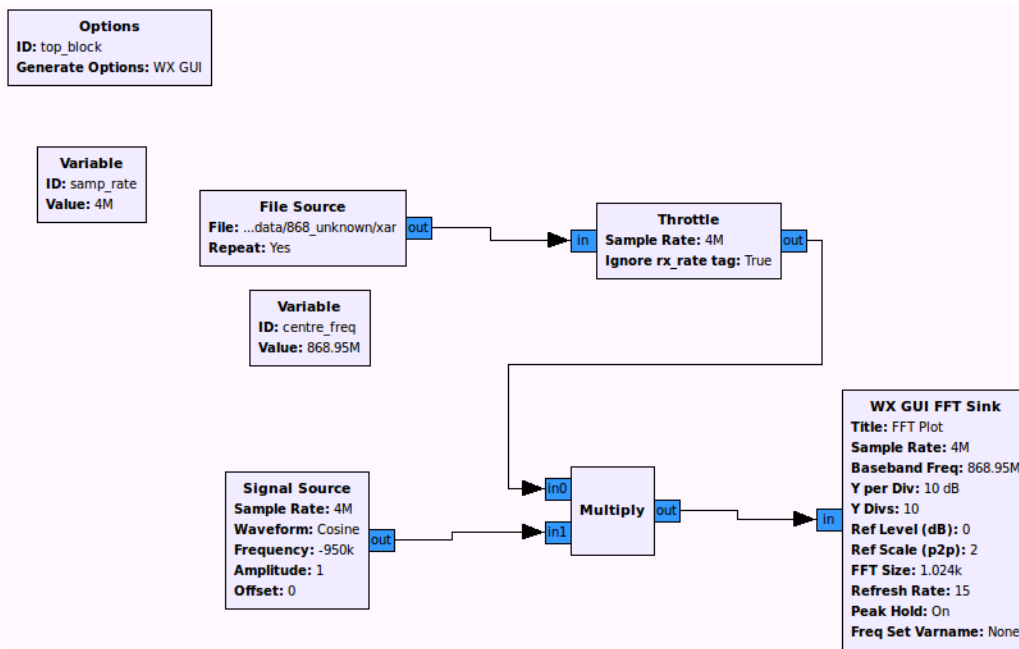 Options
ID: top_block
Generate Options: WX GUI
Variable
ID: samp_rate
Value: 4M
File Source
File: ...data/868_unknown/xar
Repeat: Yes
out
in
Throttle
Sample Rate: 4M
Ignore rx_rate tag: True
out
Variable
ID: centre_freq
Value: 868.95M
Signal Source
Sample Rate: 4M
Waveform: Cosine
Frequency: -950k
Amplitude: 1
Offset: 0
out
in0
in1
Multiply
out
in
WX GUI FFT Sink
Title: FFT Plot
Sample Rate: 4M
Baseband Freq: 868.95M
Y per Div: 10 dB
Y Divs: 10
Ref Level (dB): 0
Ref Scale (p2p): 2
FFT Size: 1.024k
Refresh Rate: 15
Peak Hold: On
Freq Set Varname: None